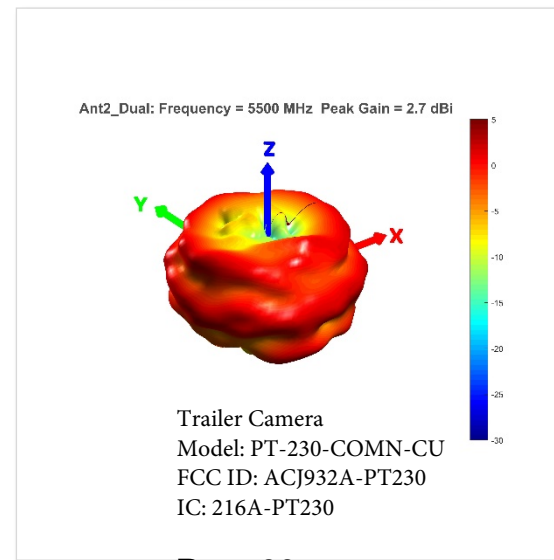 Ant2_Dual: Frequency = 5500 MHz Peak Gain = 2.7 dBi
Z
Y
X
5
0
-5
-10
-15
-20
-25
-30
Trailer Camera
Model: PT-230-COMN-CU
FCC ID: ACJ932A-PT230
IC: 216A-PT230